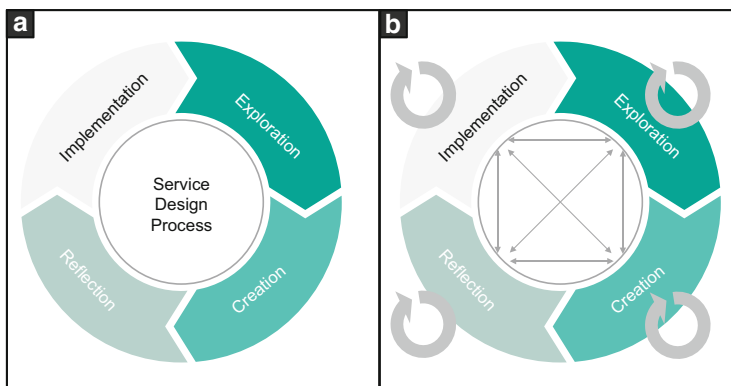 a
Implementation
Exploration
Service
Design
Process
Reflection
Creation
b
Implementation
Exploration
Reflection
Creation